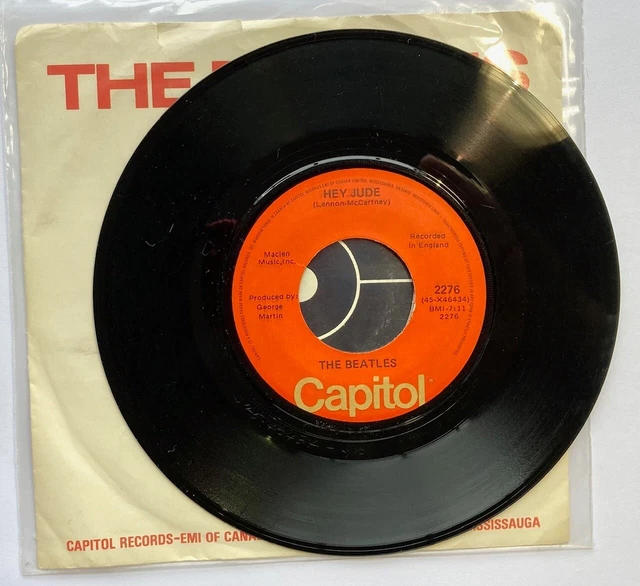 THE
S
HEY JUDE
(Lennon-McCartney)
Recorded
in England
Maclen
Music,Inc.
Produced by:
George
Martin
2276
(45-X46434)
BMI-7:11
2276
THE BEATLES
Capitol
CAPITOL RECORDS-EMI OF CANA
SSISSAUGA